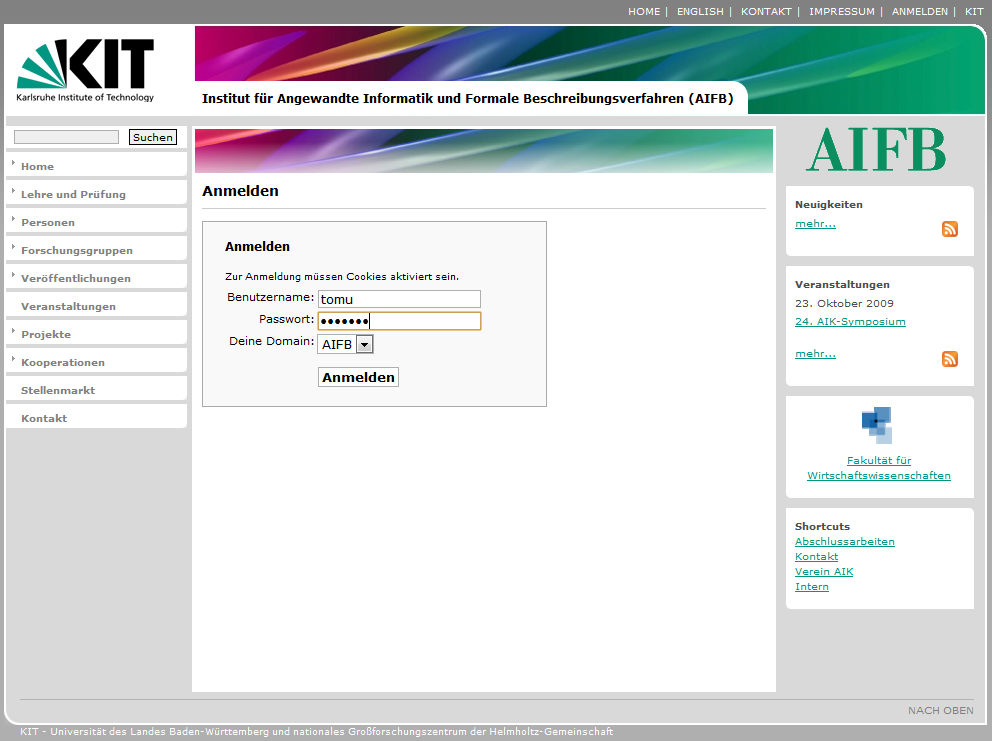 HOME | ENGLISH | KONTAKT | IMPRESSUM | ANMELDEN | KIT
KIT
Karlsruhe Institute of Technology
Institut für Angewandte Informatik und Formale Beschreibungsverfahren (AIFB)
Suchen
Home
Lehre und Prüfung
Personen
Forschungsgruppen
Veröffentlichungen
Veranstaltungen
Projekte
Kooperationen
Stellenmarkt
Kontakt
Anmelden
Anmelden
Zur Anmeldung müssen Cookies aktiviert sein.
Benutzername: tomu
Passwort: •••••••
Deine Domain: AIFB
Anmelden
AIFB
Neuigkeiten
mehr...
Veranstaltungen
23. Oktober 2009
24. AIK-Symposium
mehr...
Fakultät für
Wirtschaftswissenschaften
Shortcuts
Abschlussarbeiten
Kontakt
Verein AIK
Intern
NACH OBEN
KIT - Universität des Landes Baden-Württemberg und nationales Großforschungszentrum der Helmholtz-Gemeinschaft